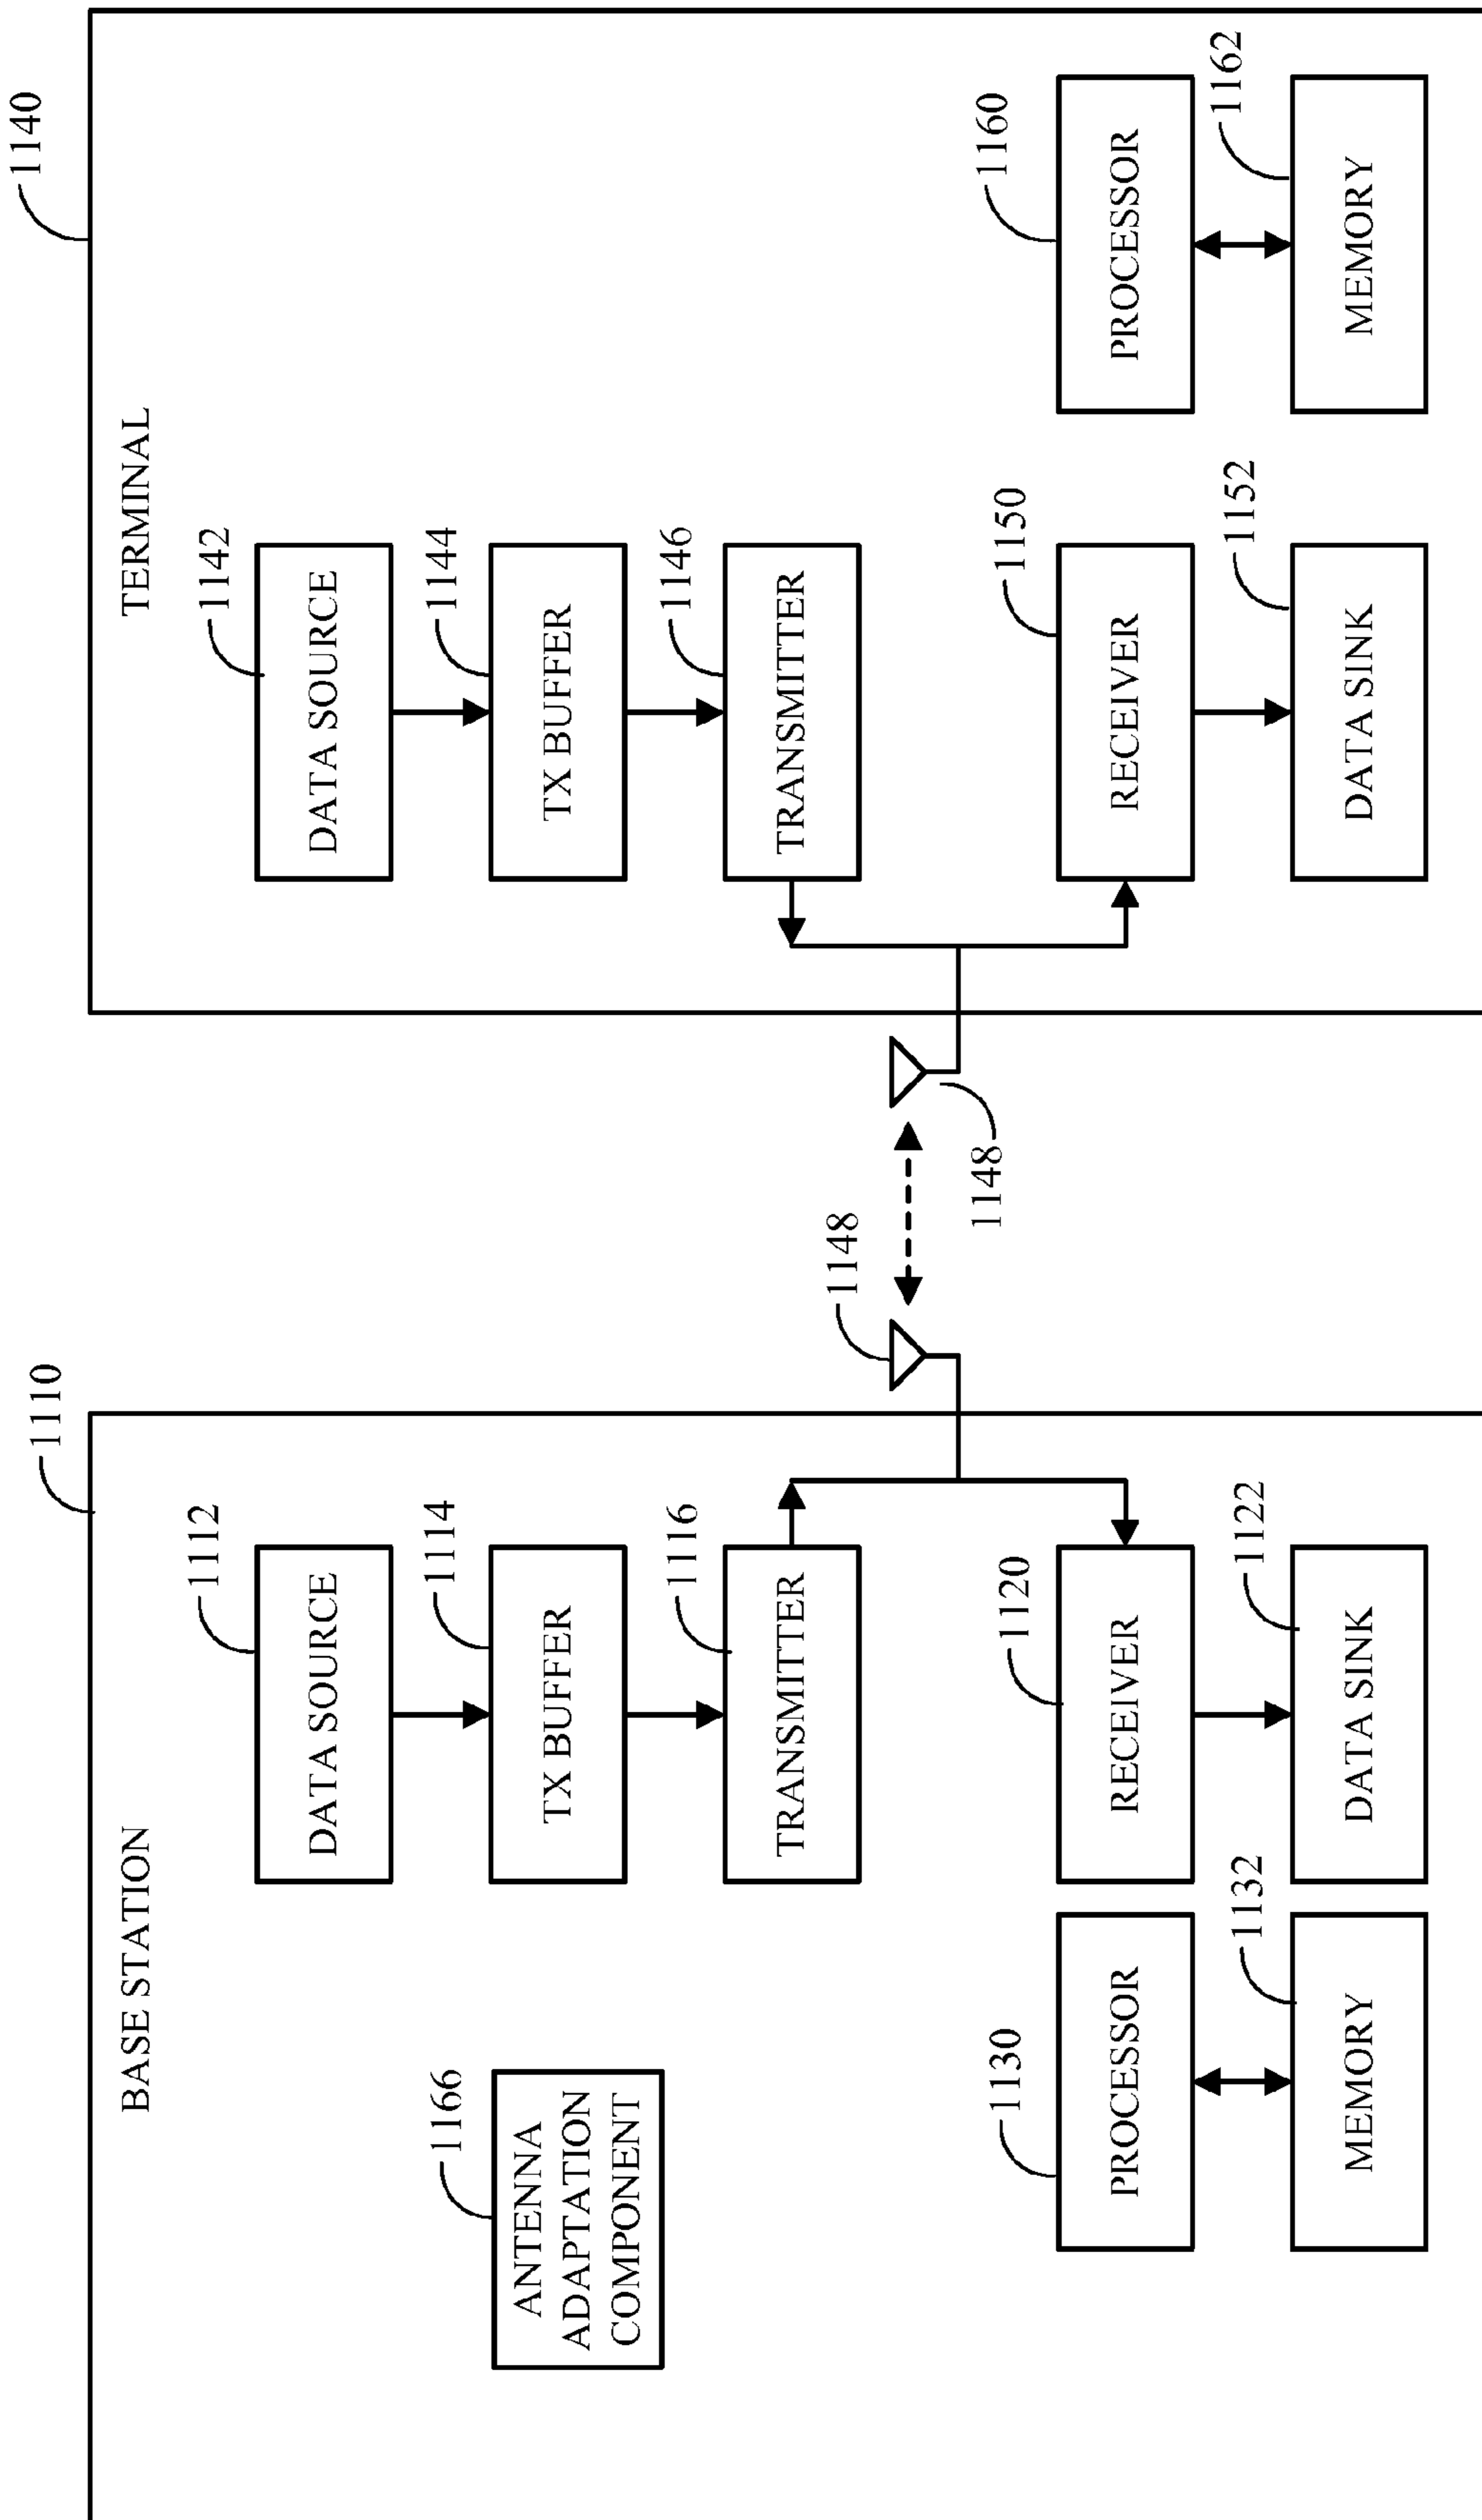 1110
BASE STATION
1112
DATA SOURCE
1166
ANTENNA
ADAPTATION
COMPONENT
1114
TX BUFFER
1116
TRANSMITTER
1130
PROCESSOR
1120
RECEIVER
1132
MEMORY
1122
DATA SINK
1148
1148
1140
TERMINAL
1142
DATA SOURCE
1144
TX BUFFER
1146
TRANSMITTER
1150
RECEIVER
1160
PROCESSOR
1152
DATA SINK
1162
MEMORY